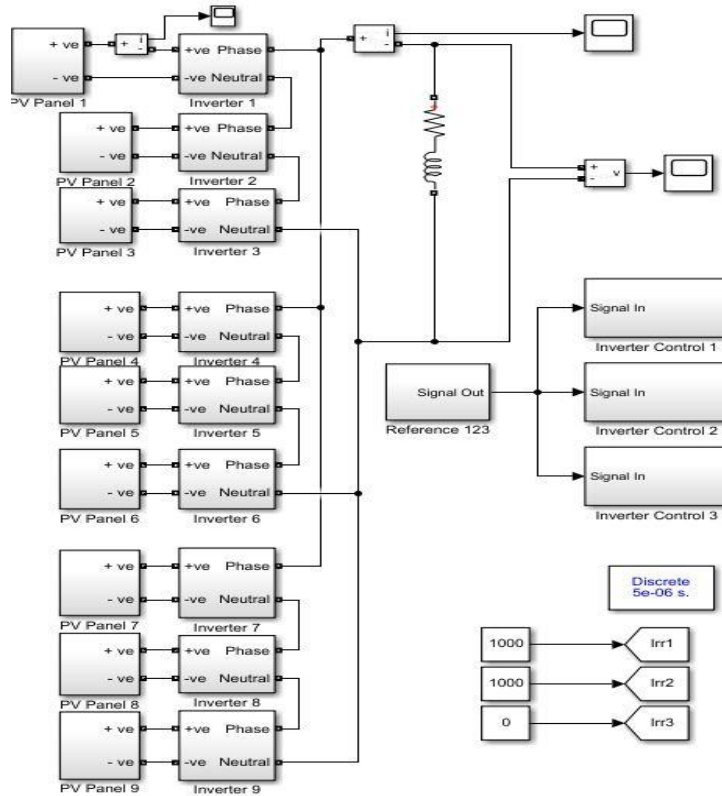 + ve
- ve
PV Panel 1
+
-
i
+ve Phase
-ve Neutral
Inverter 1
+
i
-
+ ve
- ve
PV Panel 2
+ve Phase
-ve Neutral
Inverter 2
+ ve
- ve
PV Panel 3
+ve Phase
-ve Neutral
Inverter 3
+
-
v
+ ve
- ve
PV Panel 4
+ve Phase
-ve Neutral
Inverter 4
+ ve
- ve
PV Panel 5
+ve Phase
-ve Neutral
Inverter 5
+ ve
- ve
PV Panel 6
+ve Phase
-ve Neutral
Inverter 6
Signal Out
Reference 123
Signal In
Inverter Control 1
Signal In
Inverter Control 2
Signal In
Inverter Control 3
+ ve
- ve
PV Panel 7
+ve Phase
-ve Neutral
Inverter 7
+ ve
- ve
PV Panel 8
+ve Phase
-ve Neutral
Inverter 8
+ ve
- ve
PV Panel 9
+ve Phase
-ve Neutral
Inverter 9
Discrete
5e-06 s.
1000
Irr1
1000
Irr2
0
Irr3